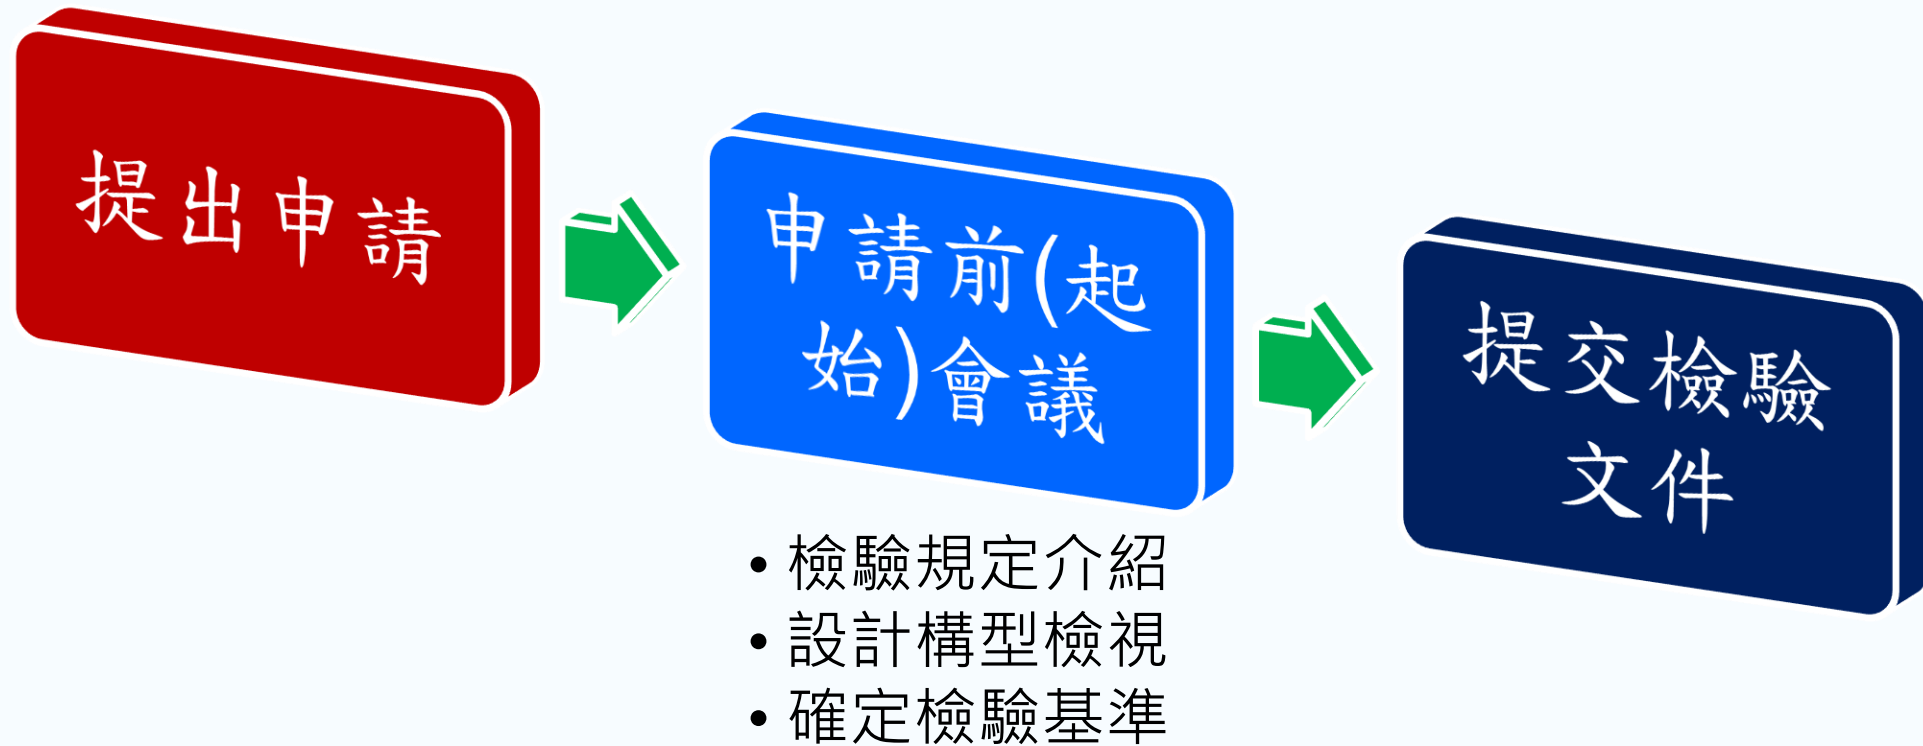 提出申請
申請前(起
始)會議
• 檢驗規定介紹
• 設計構型檢視
• 確定檢驗基準
提交檢驗
文件